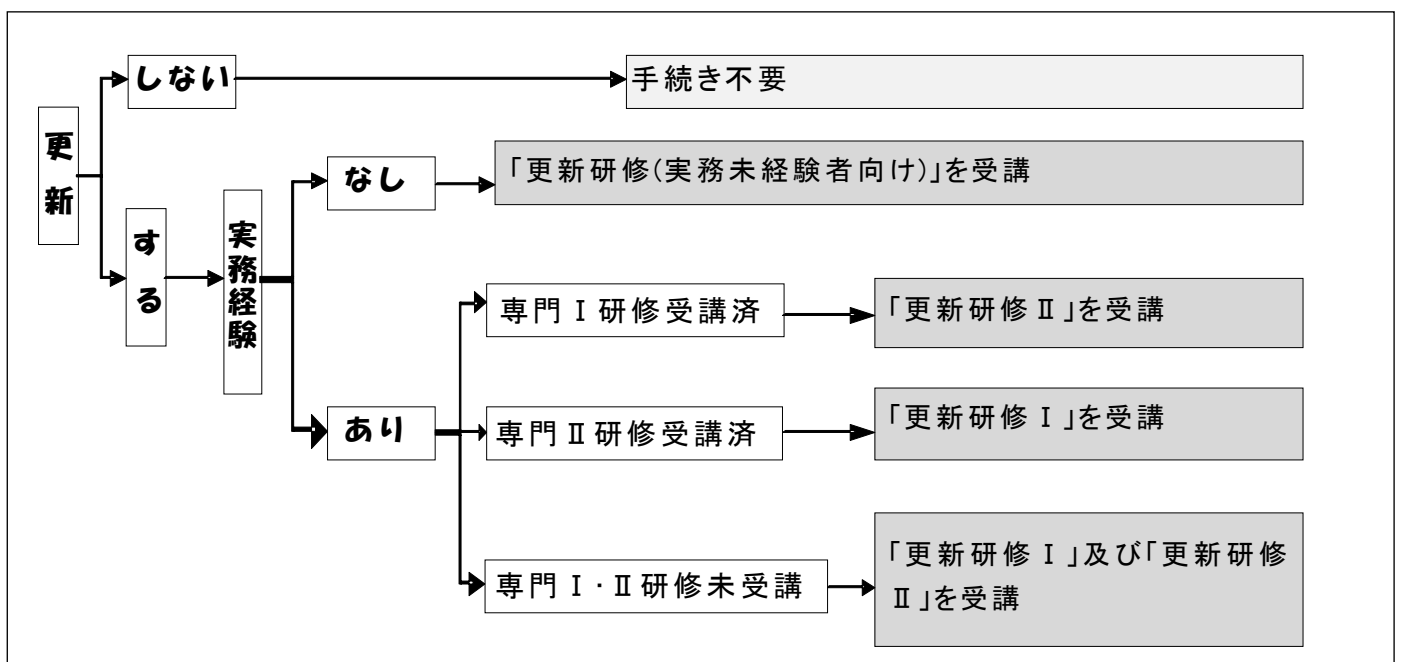 更新
しない
手続き不要
する
実務経験
なし
「更新研修(実務未経験者向け)」を受講
あり
専門Ⅰ研修受講済
「更新研修Ⅱ」を受講
専門Ⅱ研修受講済
「更新研修Ⅰ」を受講
専門Ⅰ・Ⅱ研修未受講
「更新研修Ⅰ」及び「更新研修
Ⅱ」を受講